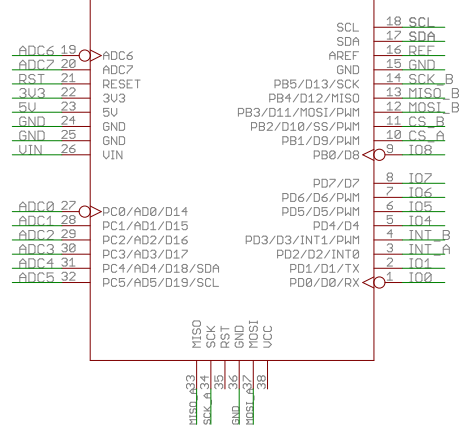 SCL 18 SCL
SDA 17 SDA
ADC6 19 ADC6 AREF 16 REF
ADC7 20 ADC7 GND 15 GND
RST 21 RESET PB5/D13/SCK 14 SCK_B
3V3 22 3V3 PB4/D12/MISO 13 MISO_B
5V 23 5V PB3/D11/MOSI/PWM 12 MOSI_B
GND 24 GND PB2/D10/SS/PWM 11 CS_B
GND 25 GND PB1/D9/PWM 10 CS_A
VIN 26 VIN PB0/D8 9 IO8
PD7/D7 8 IO7
PD6/D6/PWM 7 IO6
ADC0 27 PC0/AD0/D14 PD5/D5/PWM 6 IO5
ADC1 28 PC1/AD1/D15 PD4/D4 5 IO4
ADC2 29 PC2/AD2/D16 PD3/D3/INT1/PWM 4 INT_B
ADC3 30 PC3/AD3/D17 PD2/D2/INT0 3 INT_A
ADC4 31 PC4/AD4/D18/SDA PD1/D1/TX 2 IO1
ADC5 32 PC5/AD5/D19/SCL PD0/D0/RX 1 IO0
MISO SCK RST GND MOSI VCC
33 34 35 36 37 38
MISO_A SCK_A GND MOSI_A